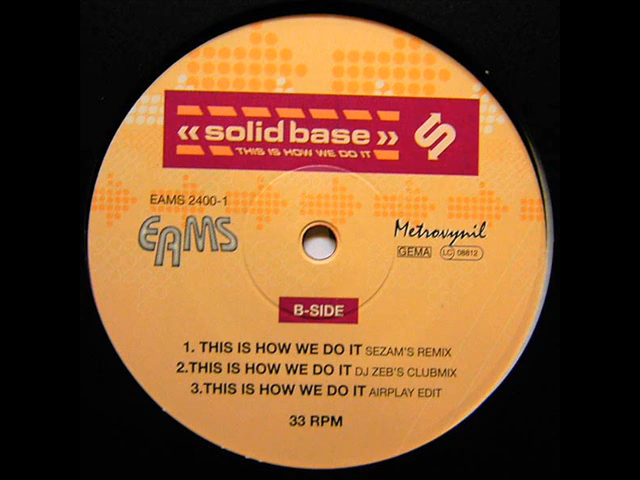 « solid base »
THIS IS HOW WE DO IT
EAMS 2400-1
EAMS
Metrovynil
GEMA
LC 08812
B-SIDE
1. THIS IS HOW WE DO IT SEZAM'S REMIX
2.THIS IS HOW WE DO IT DJ ZEB'S CLUBMIX
3.THIS IS HOW WE DO IT AIRPLAY EDIT
33 RPM